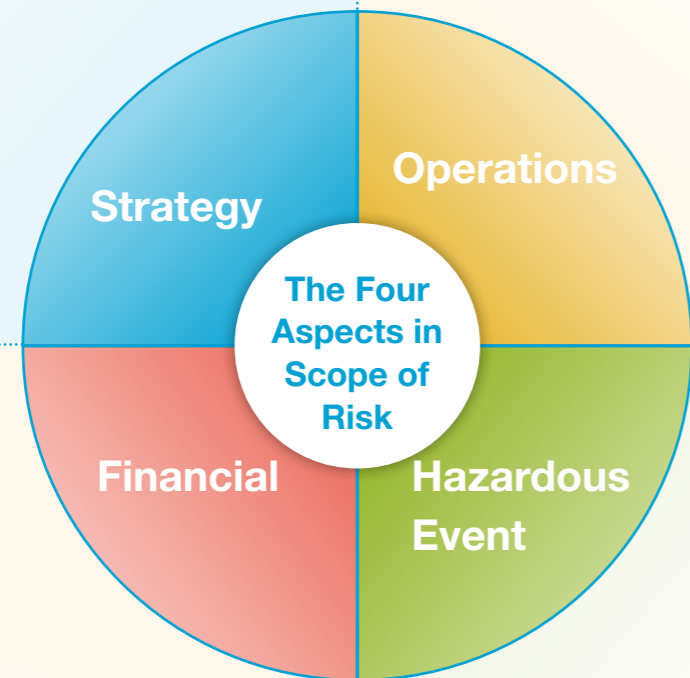 Strategy
Operations
The Four
Aspects in
Scope of
Risk
Financial
Hazardous
Event